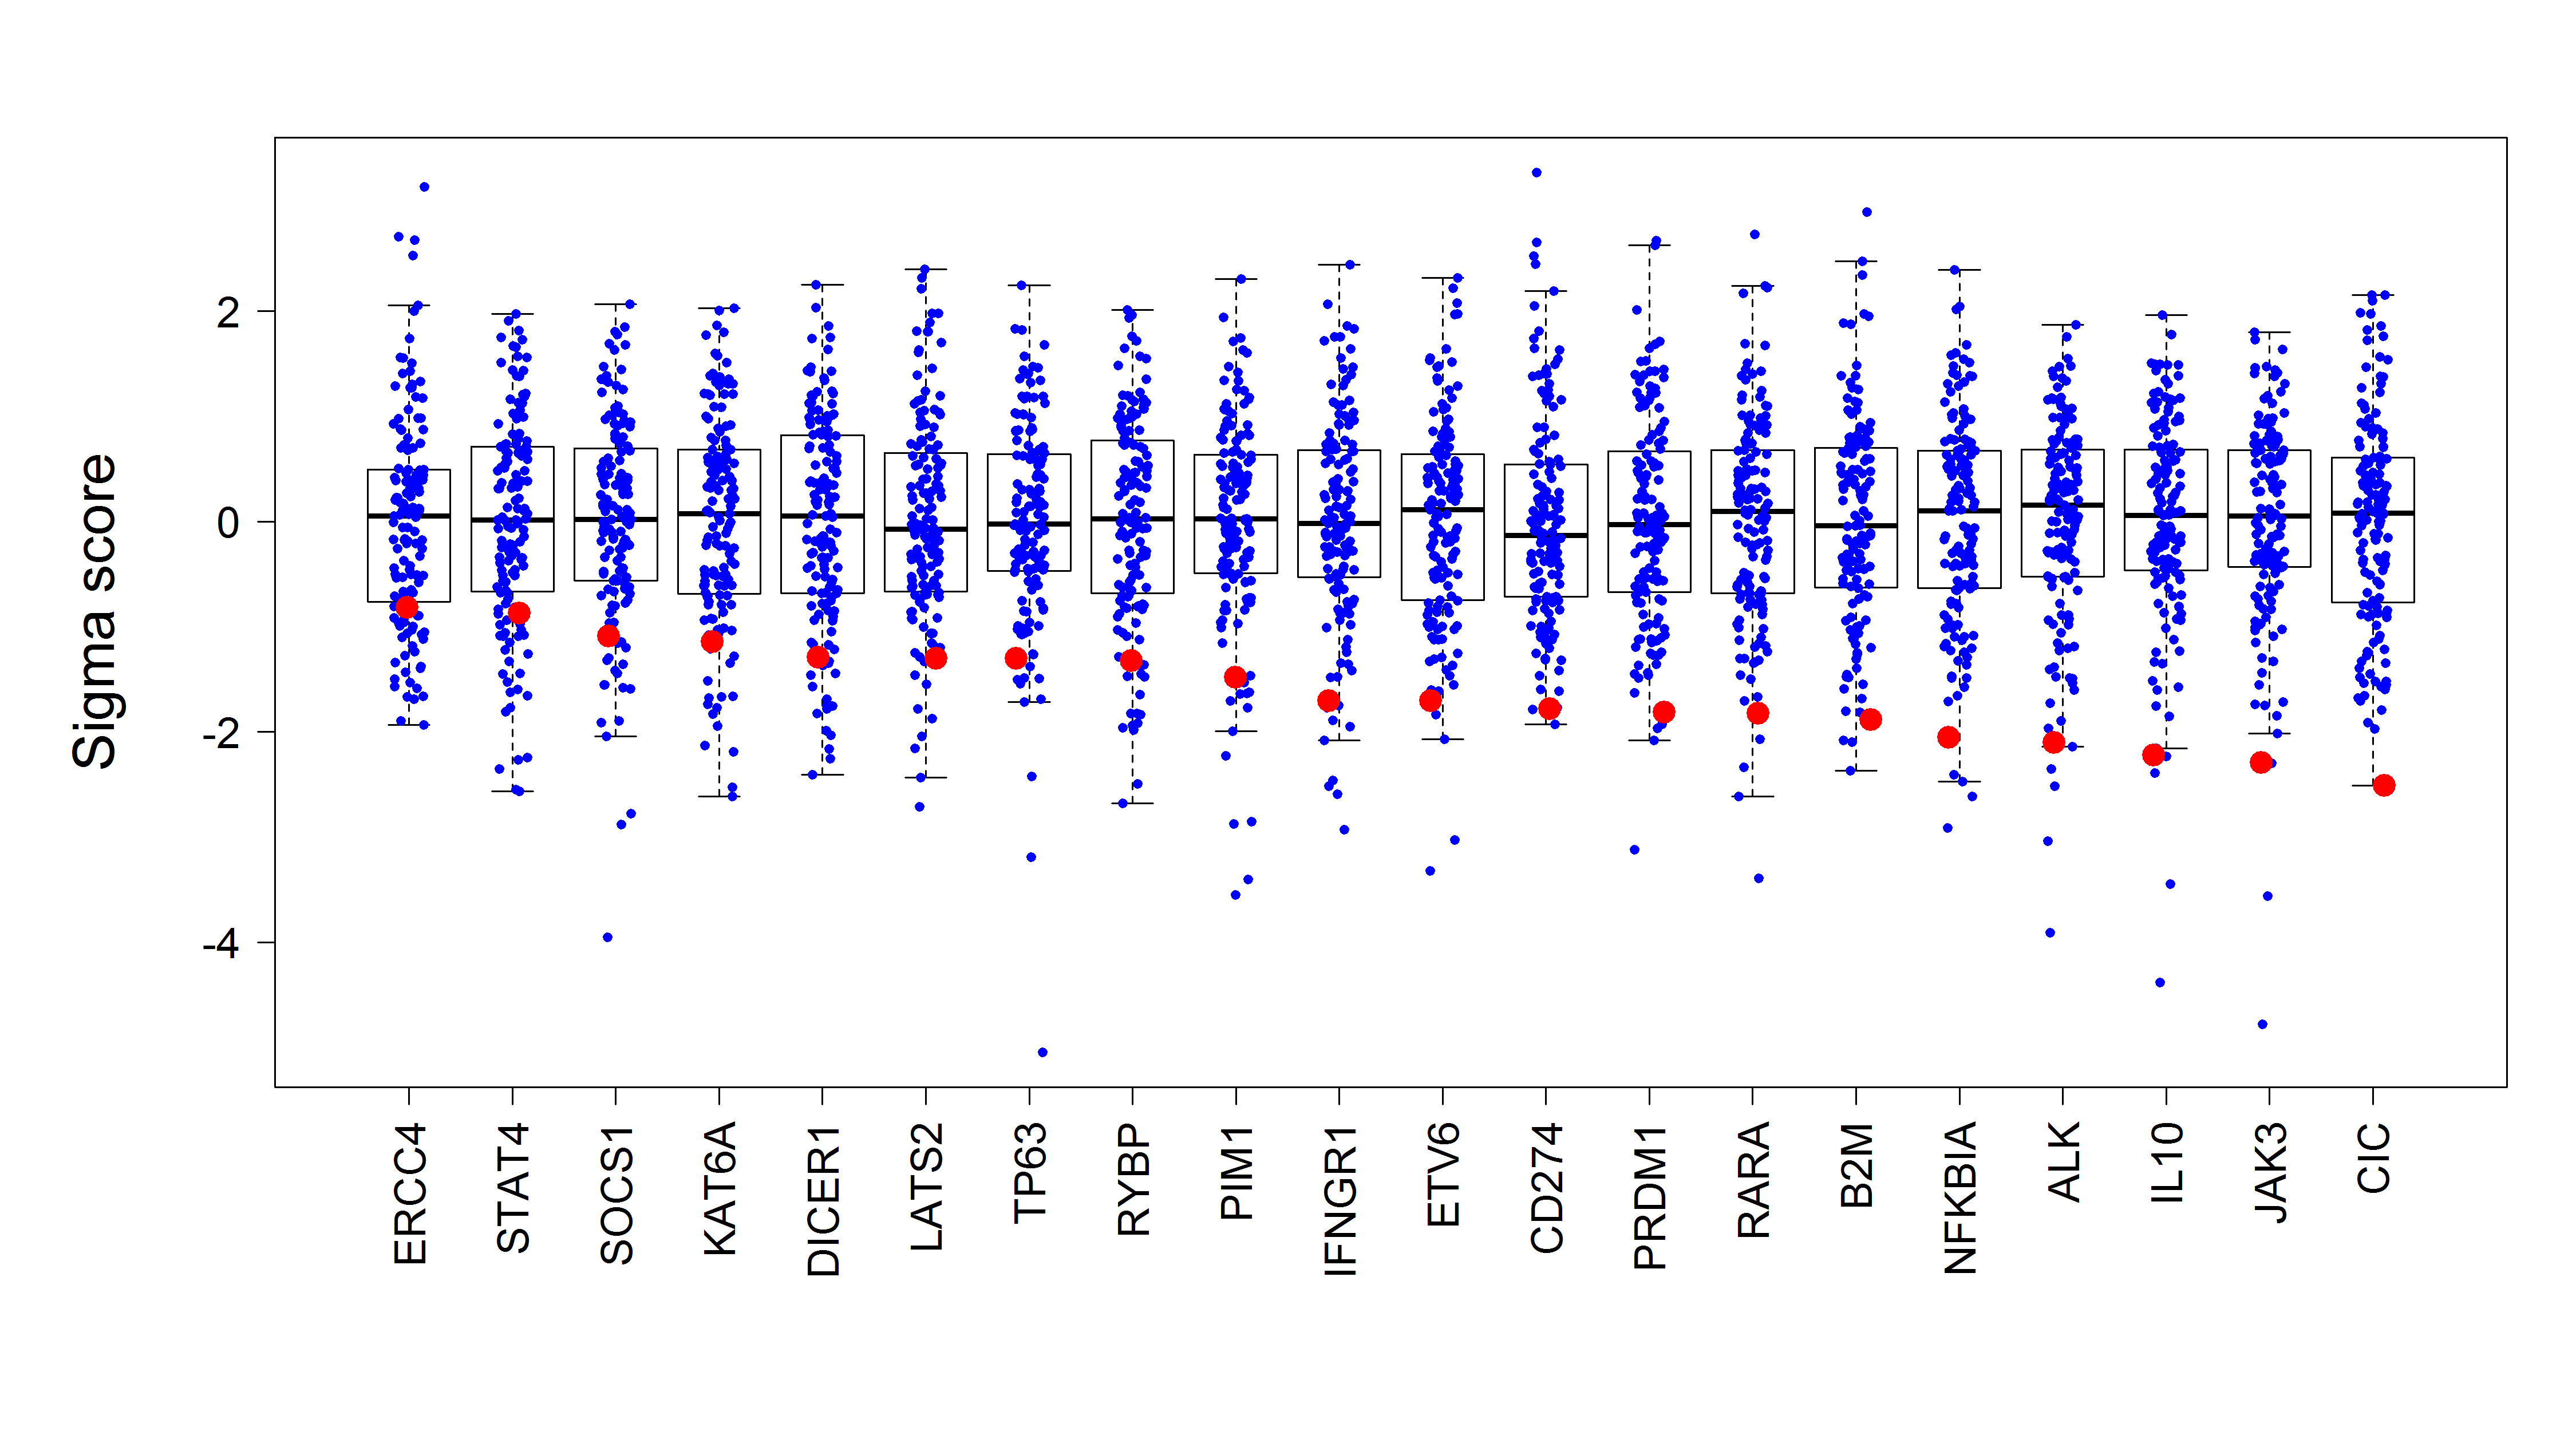 Sigma score
2
0
-2
-4
ERCC4
STAT4
SOCS1
KAT6A
DICER1
LATS2
TP63
RYBP
PIM1
IFNGR1
ETV6
CD274
PRDM1
RARA
B2M
NFKBIA
ALK
IL10
JAK3
CIC